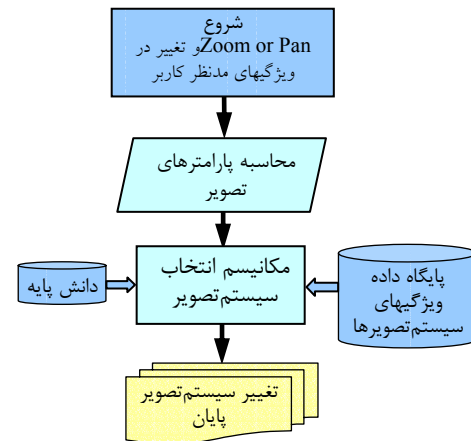 شروع
Zoom or Pan و تغییر در
ویژگیهای مدنظر کاربر
محاسبه پارامترهای
تصویر
مکانیسم انتخاب
سیستم‌تصویر
دانش پایه
پایگاه داده
ویژگیهای
سیستم‌تصویرها
تغییر سیستم‌تصویر
پایان